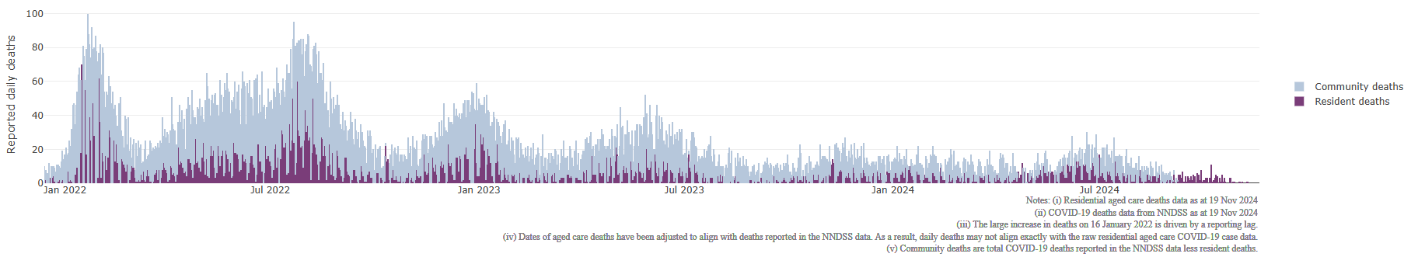 Reported daily deaths
100
80
60
40
20
0
Jan 2022 Jul 2022 Jan 2023 Jul 2023 Jan 2024 Jul 2024
Community deaths
Resident deaths
Notes: (i) Residential aged care deaths data as at 19 Nov 2024
(ii) COVID-19 deaths data from NNDSS as at 19 Nov 2024
(iii) The large increase in deaths on 16 January 2022 is driven by a reporting lag.
(iv) Dates of aged care deaths have been adjusted to align with deaths reported in the NNDSS data. As a result, daily deaths may not align exactly with the raw residential aged care COVID-19 case data.
(v) Community deaths are total COVID-19 deaths reported in the NNDSS data less resident deaths.